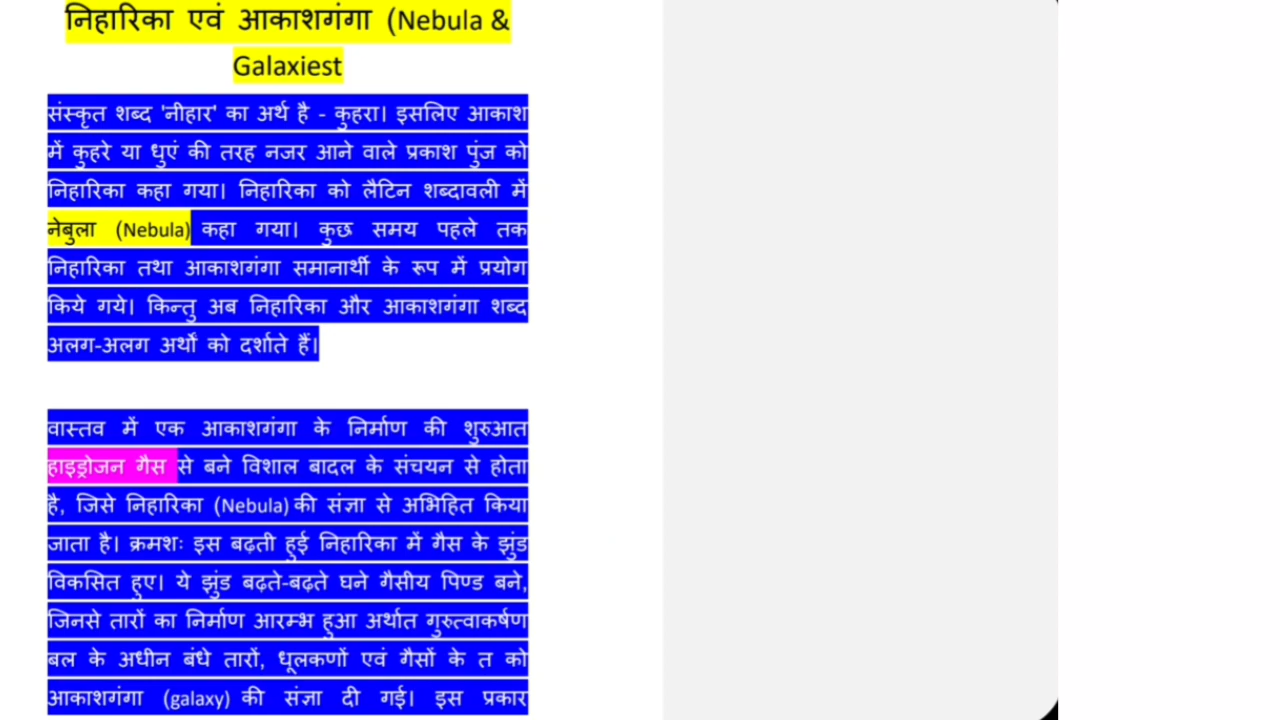 निहारिका एवं आकाशगंगा (Nebula &
Galaxiest
संस्कृत शब्द 'नीहार' का अर्थ है - कुहरा। इसलिए आकाश
में कुहरे या धुएं की तरह नजर आने वाले प्रकाश पुंज को
निहारिका कहा गया। निहारिका को लैटिन शब्दावली में
नेबुला (Nebula) कहा गया। कुछ समय पहले तक
निहारिका तथा आकाशगंगा समानार्थी के रूप में प्रयोग
किये गये। किन्तु अब निहारिका और आकाशगंगा शब्द
अलग-अलग अर्थों को दर्शाते हैं।
वास्तव में एक आकाशगंगा के निर्माण की शुरुआत
हाइड्रोजन गैस से बने विशाल बादल के संचयन से होता
है, जिसे निहारिका (Nebula) की संज्ञा से अभिहित किया
जाता है। क्रमशः इस बढ़ती हुई निहारिका में गैस के झुंड
विकसित हुए। ये झुंड बढ़ते-बढ़ते घने गैसीय पिण्ड बने,
जिनसे तारों का निर्माण आरम्भ हुआ अर्थात गुरुत्वाकर्षण
बल के अधीन बंधे तारों, धूलकणों एवं गैसों के त को
आकाशगंगा (galaxy) की संज्ञा दी गई। इस प्रकार